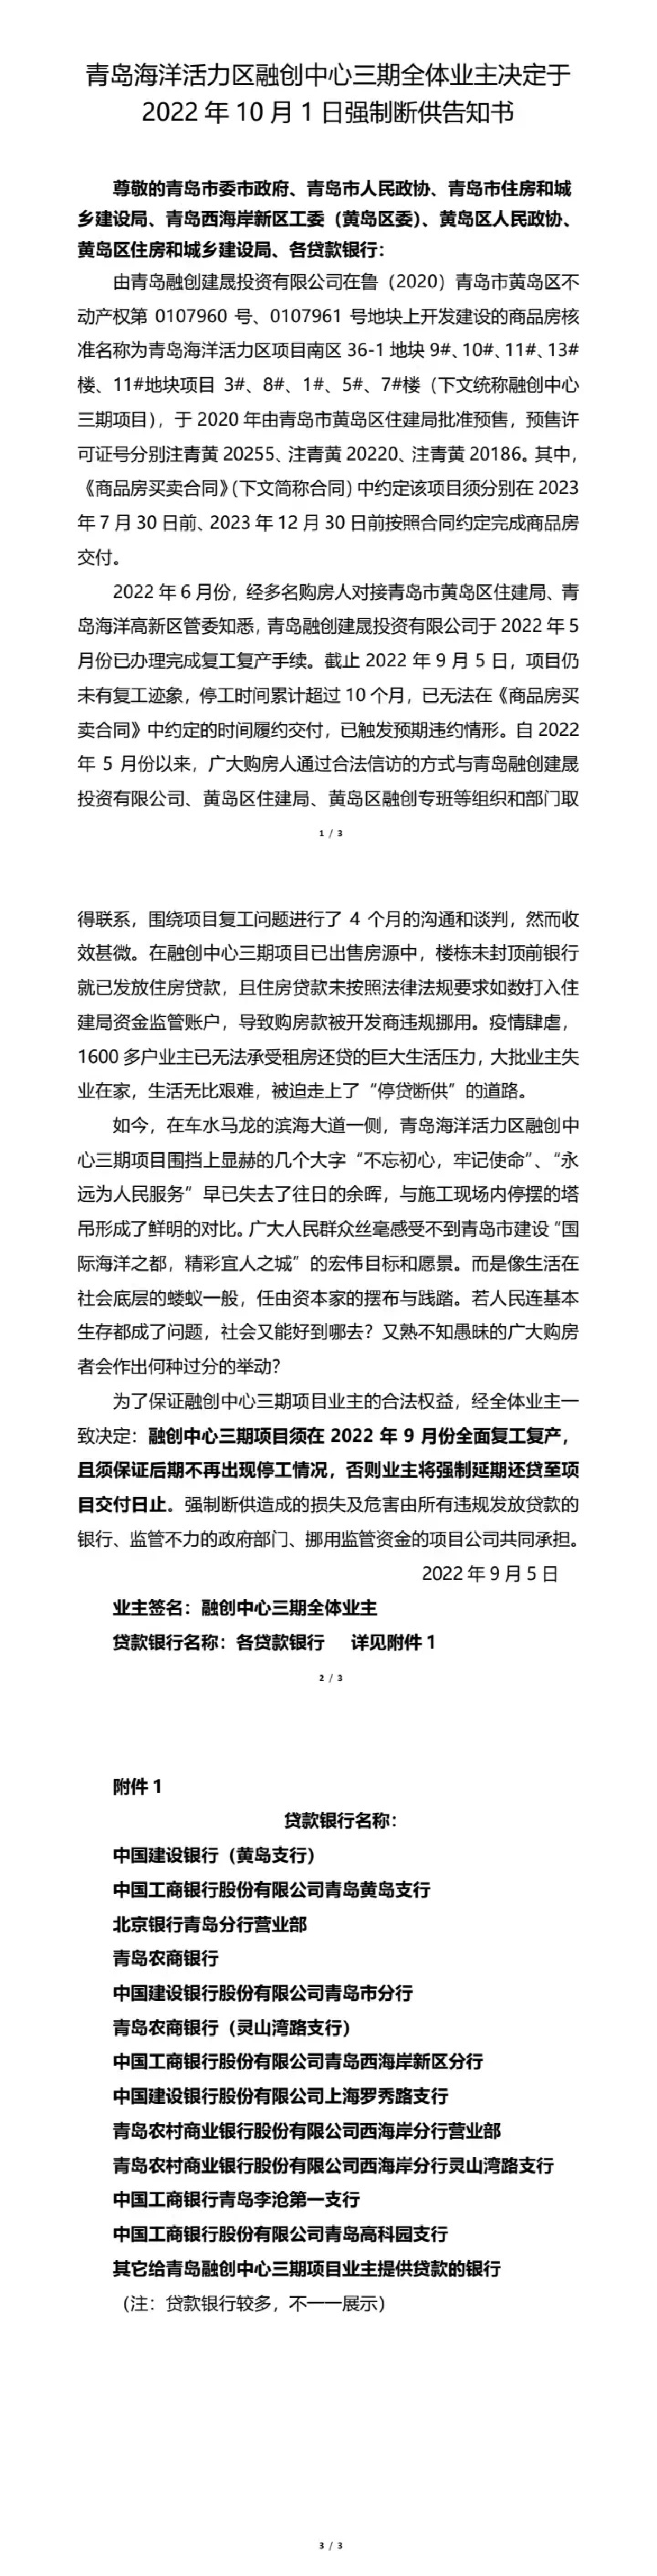 青岛海洋活力区融创中心三期全体业主决定于
2022 年 10 月 1 日强制断供告知书
尊敬的青岛市委市政府、青岛市人民政协、青岛市住房和城
乡建设局、青岛西海岸新区工委（黄岛区委）、黄岛区人民政协、
黄岛区住房和城乡建设局、各贷款银行：
由青岛融创建晟投资有限公司在鲁（2020）青岛市黄岛区不
动产权第 0107960 号、0107961 号地块上开发建设的商品房核
准名称为青岛海洋活力区项目南区 36-1 地块 9#、10#、11#、13#
楼、11#地块项目 3#、8#、1#、5#、7#楼（下文统称融创中心
三期项目），于 2020 年由青岛市黄岛区住建局批准预售，预售许
可证号分别注青黄 20255、注青黄 20220、注青黄 20186。其中，
《商品房买卖合同》（下文简称合同）中约定该项目须分别在 2023
年 7 月 30 日前、2023 年 12 月 30 日前按照合同约定完成商品房
交付。
2022 年 6 月份，经多名购房人对接青岛市黄岛区住建局、青
岛海洋高新区管委知悉，青岛融创建晟投资有限公司于 2022 年 5
月份已办理完成复工复产手续。截止 2022 年 9 月 5 日，项目仍
未有复工迹象，停工时间累计超过 10 个月，已无法在《商品房买
卖合同》中约定的时间履约交付，已触发预期违约情形。自 2022
年 5 月份以来，广大购房人通过合法信访的方式与青岛融创建晟
投资有限公司、黄岛区住建局、黄岛区融创专班等组织和部门取
1 / 3
得联系，围绕项目复工问题进行了 4 个月的沟通和谈判，然而收
效甚微。在融创中心三期项目已出售房源中，楼栋未封顶前银行
就已发放住房贷款，且住房贷款未按照法律法规要求如数打入住
建局资金监管账户，导致购房款被开发商违规挪用。疫情肆虐，
1600 多户业主已无法承受租房还贷的巨大生活压力，大批业主失
业在家，生活无比艰难，被迫走上了“停贷断供”的道路。
如今，在车水马龙的滨海大道一侧，青岛海洋活力区融创中
心三期项目围挡上显赫的几个大字“不忘初心，牢记使命”、“永
远为人民服务”早已失去了往日的余晖，与施工现场内停摆的塔
吊形成了鲜明的对比。广大人民群众丝毫感受不到青岛市建设“国
际海洋之都，精彩宜人之城”的宏伟目标和愿景。而是像生活在
社会底层的蝼蚁一般，任由资本家的摆布与践踏。若人民连基本
生存都成了问题，社会又能好到哪去？又熟不知愚昧的广大购房
者会作出何种过分的举动？
为了保证融创中心三期项目业主的合法权益，经全体业主一
致决定：融创中心三期项目须在 2022 年 9 月份全面复工复产，
且须保证后期不再出现停工情况，否则业主将强制延期还贷至项
目交付日止。强制断供造成的损失及危害由所有违规发放贷款的
银行、监管不力的政府部门、挪用监管资金的项目公司共同承担。
2022 年 9 月 5 日
业主签名：融创中心三期全体业主
贷款银行名称：各贷款银行 详见附件 1
2 / 3
附件 1
贷款银行名称：
中国建设银行（黄岛支行）
中国工商银行股份有限公司青岛黄岛支行
北京银行青岛分行营业部
青岛农商银行
中国建设银行股份有限公司青岛市分行
青岛农商银行（灵山湾路支行）
中国工商银行股份有限公司青岛西海岸新区分行
中国建设银行股份有限公司上海罗秀路支行
青岛农村商业银行股份有限公司西海岸分行营业部
青岛农村商业银行股份有限公司西海岸分行灵山湾路支行
中国工商银行青岛李沧第一支行
中国工商银行股份有限公司青岛高科园支行
其它给青岛融创中心三期项目业主提供贷款的银行
（注：贷款银行较多，不一一展示）
3 / 3